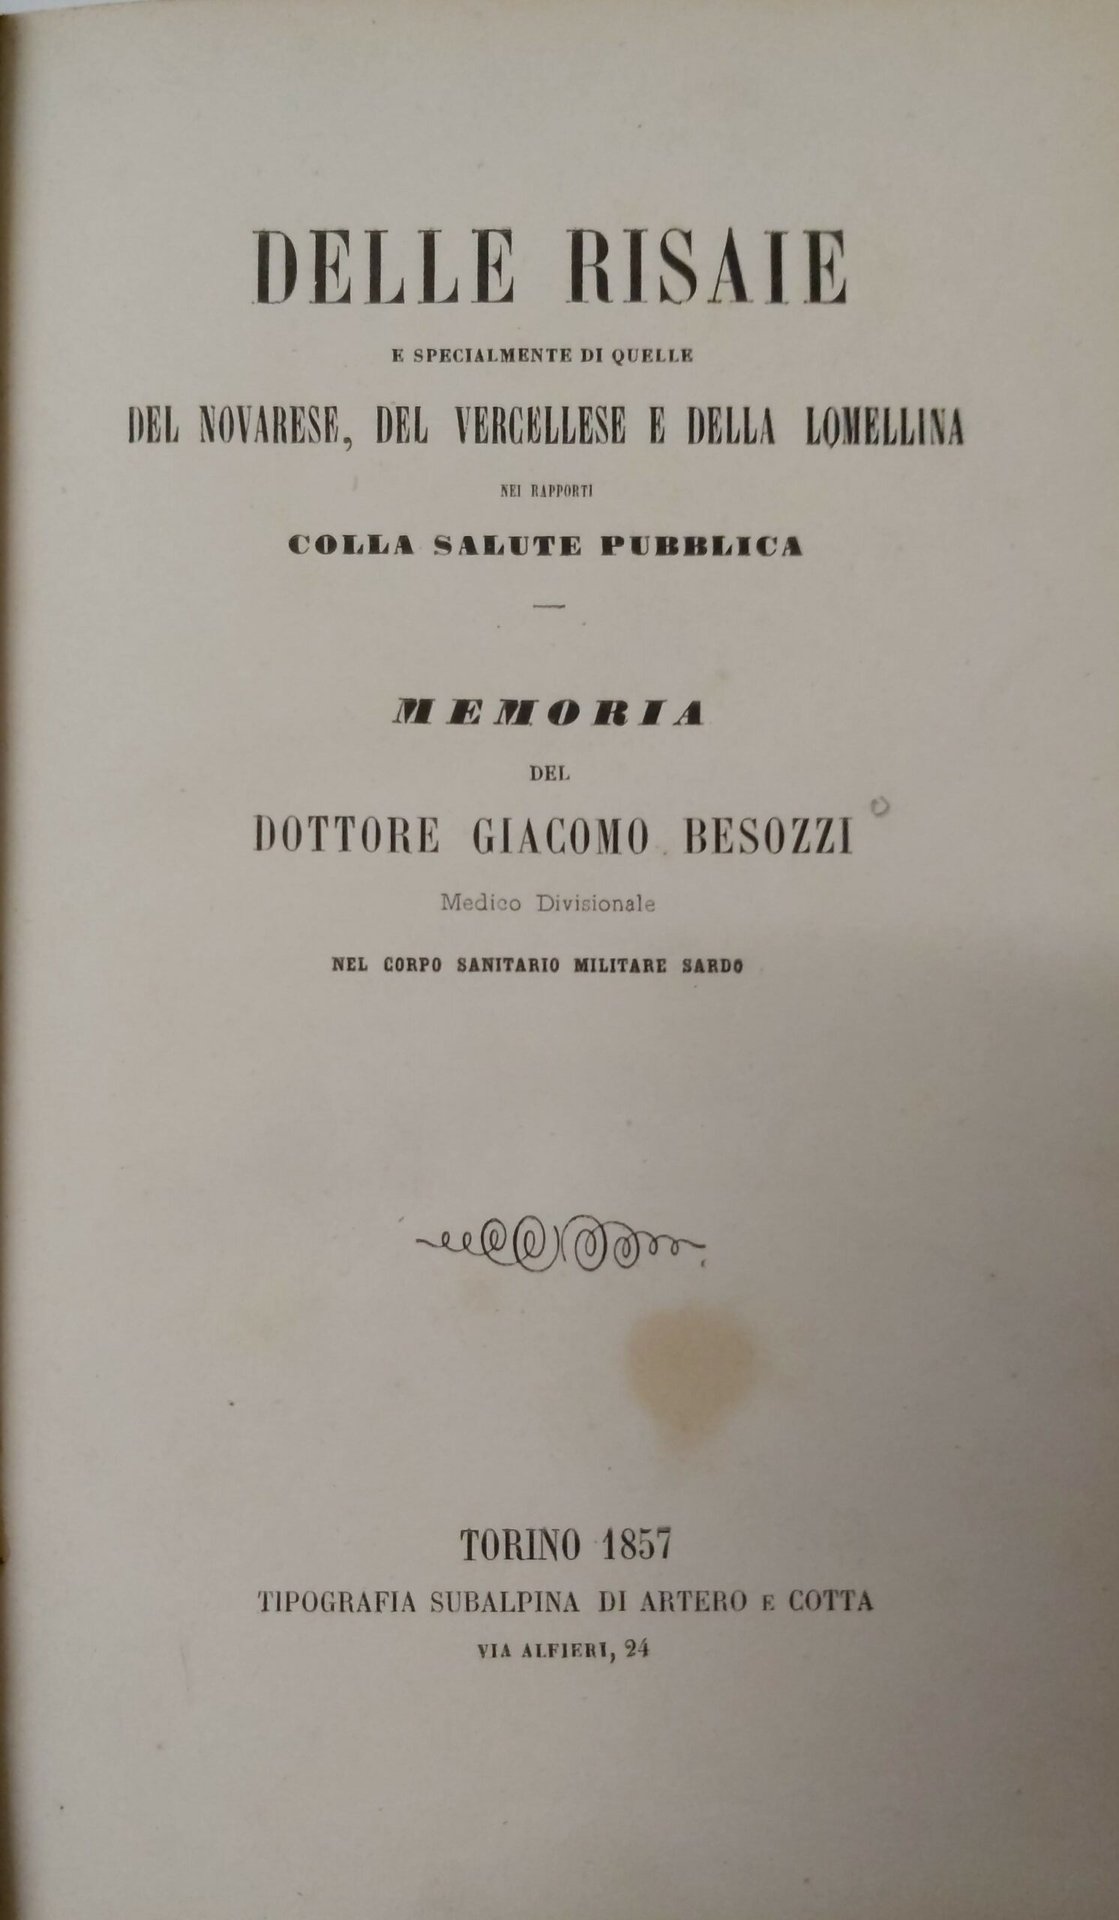 DELLE RISAIE
E SPECIALMENTE DI QUELLE
DEL NOVARESE, DEL VERCELLESE E DELLA LOMELLINA
NEI RAPPORTI
COLLA SALUTE PUBBLICA
MEMORIA
DEL
DOTTORE GIACOMO BESOZZI
Medico Divisionale
NEL CORPO SANITARIO MILITARE SARDO
TORINO 1857
TIPOGRAFIA SUBALPINA DI ARTERO E COTTA
VIA ALFIERI, 24